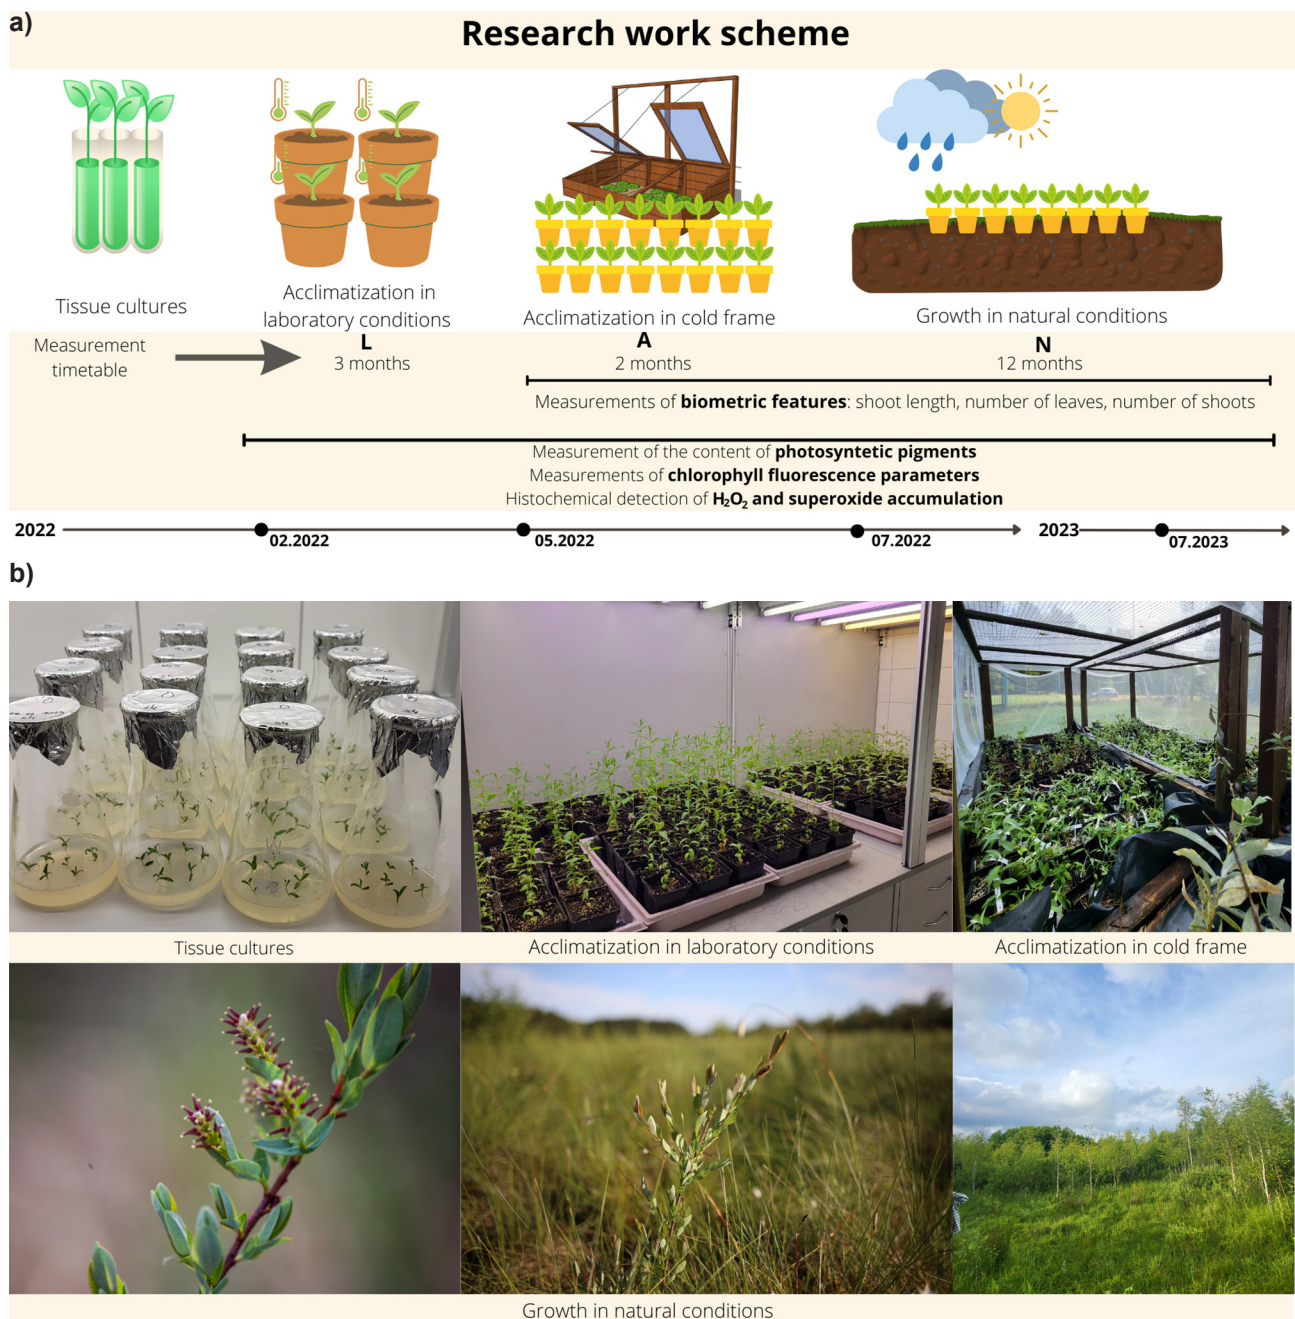 a)
Research work scheme
Tissue cultures
Acclimatization in
laboratory conditions
Acclimatization in cold frame
Growth in natural conditions
Measurement
timetable
L
3 months
A
2 months
N
12 months
Measurements of biometric features: shoot length, number of leaves, number of shoots
Measurement of the content of photosyntetic pigments
Measurements of chlorophyll fluorescence parameters
Histochemical detection of H₂O₂ and superoxide accumulation
2022
02.2022
05.2022
07.2022
2023
07.2023
b)
Tissue cultures
Acclimatization in laboratory conditions
Acclimatization in cold frame
Growth in natural conditions